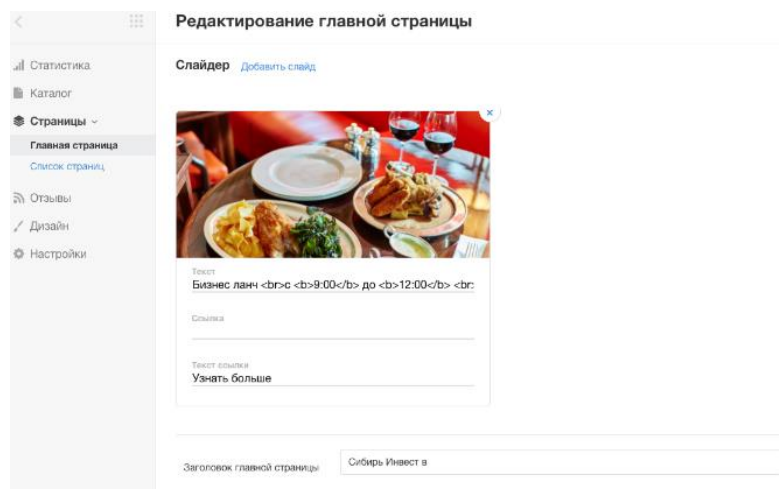 Редактирование главной страницы
Слайдер Добавить слайд
Статистика
Каталог
Страницы
Главная страница
Список страниц
Отзывы
Дизайн
Настройки
Текст
Бизнес ланч <br>с <b>9:00</b> до <b>12:00</b> <br>
Ссылка
Текст ссылки
Узнать больше
Заголовок главной страницы Сибирь Инвест в